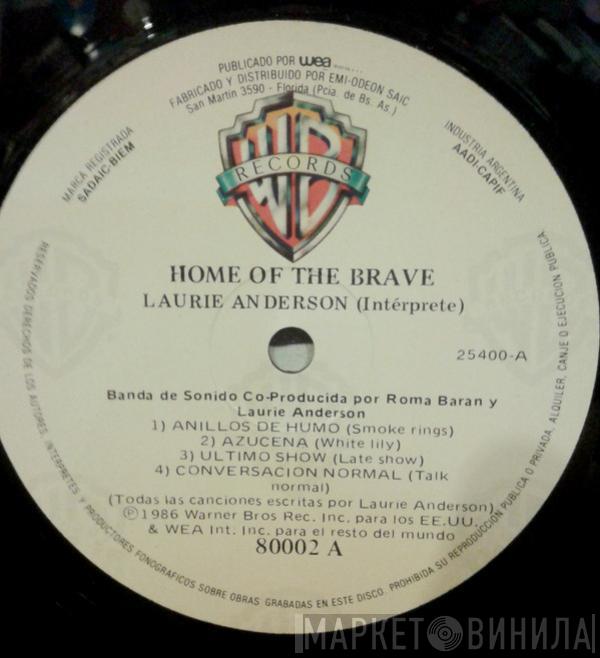 PUBLICADO POR wea
FABRICADO Y DISTRIBUIDO POR EMI-ODEON SAIC
San Martin 3590 - Florida (Pcia. de Bs. As.)
MARCA REGISTRADA
SADAIC-BIEM
INDUSTRIA ARGENTINA
AADI-CAPIF
WB
RECORDS
HOME OF THE BRAVE
LAURIE ANDERSON (Intérprete)
25400-A
Banda de Sonido Co-Producida por Roma Baran y
Laurie Anderson
1) ANILLOS DE HUMO (Smoke rings)
2) AZUCENA (White lily)
3) ULTIMO SHOW (Late show)
4) CONVERSACION NORMAL (Talk
normal)
(Todas las canciones escritas por Laurie Anderson)
Ⓟ1986 Warner Bros Rec. Inc. para los EE.UU.
& WEA Int. Inc. para el resto del mundo
80002 A
RESERVADOS DERECHOS DE LOS AUTORES, INTERPRETES Y PRODUCTORES FONOGRAFICOS SOBRE OBRAS GRABADAS EN ESTE DISCO. PROHIBIDA SU REPRODUCCION PUBLICA O PRIVADA, ALQUILER, CANJE O EJECUCION PUBLICA
МАРКЕТ ВИНИЛА